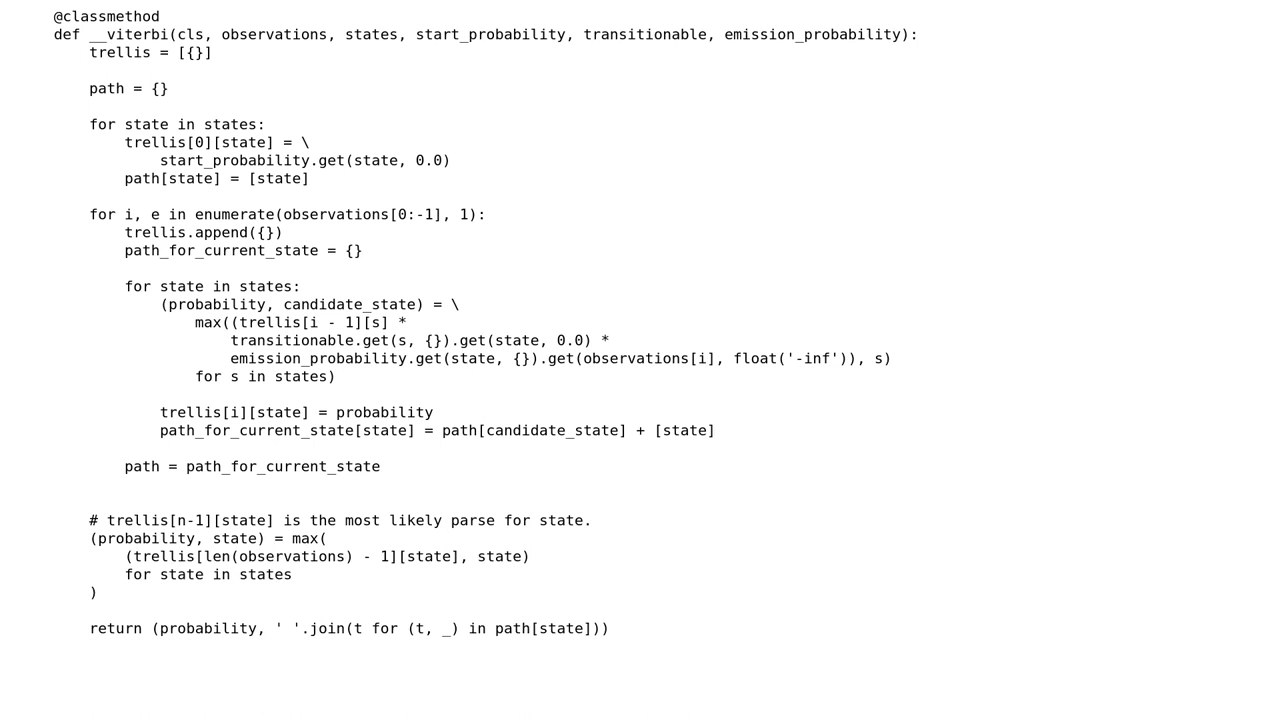 @classmethod
def __viterbi(cls, observations, states, start_probability, transitionable, emission_probability):
    trellis = [{}]

    path = {}

    for state in states:
        trellis[0][state] = \
            start_probability.get(state, 0.0)
        path[state] = [state]

    for i, e in enumerate(observations[0:-1], 1):
        trellis.append({})
        path_for_current_state = {}

        for state in states:
            (probability, candidate_state) = \
                max((trellis[i - 1][s] *
                    transitionable.get(s, {}).get(state, 0.0) *
                    emission_probability.get(state, {}).get(observations[i], float('-inf')), s)
                for s in states)

            trellis[i][state] = probability
            path_for_current_state[state] = path[candidate_state] + [state]

        path = path_for_current_state


    # trellis[n-1][state] is the most likely parse for state.
    (probability, state) = max(
        (trellis[len(observations) - 1][state], state)
        for state in states
    )

    return (probability, ' '.join(t for (t, _) in path[state]))